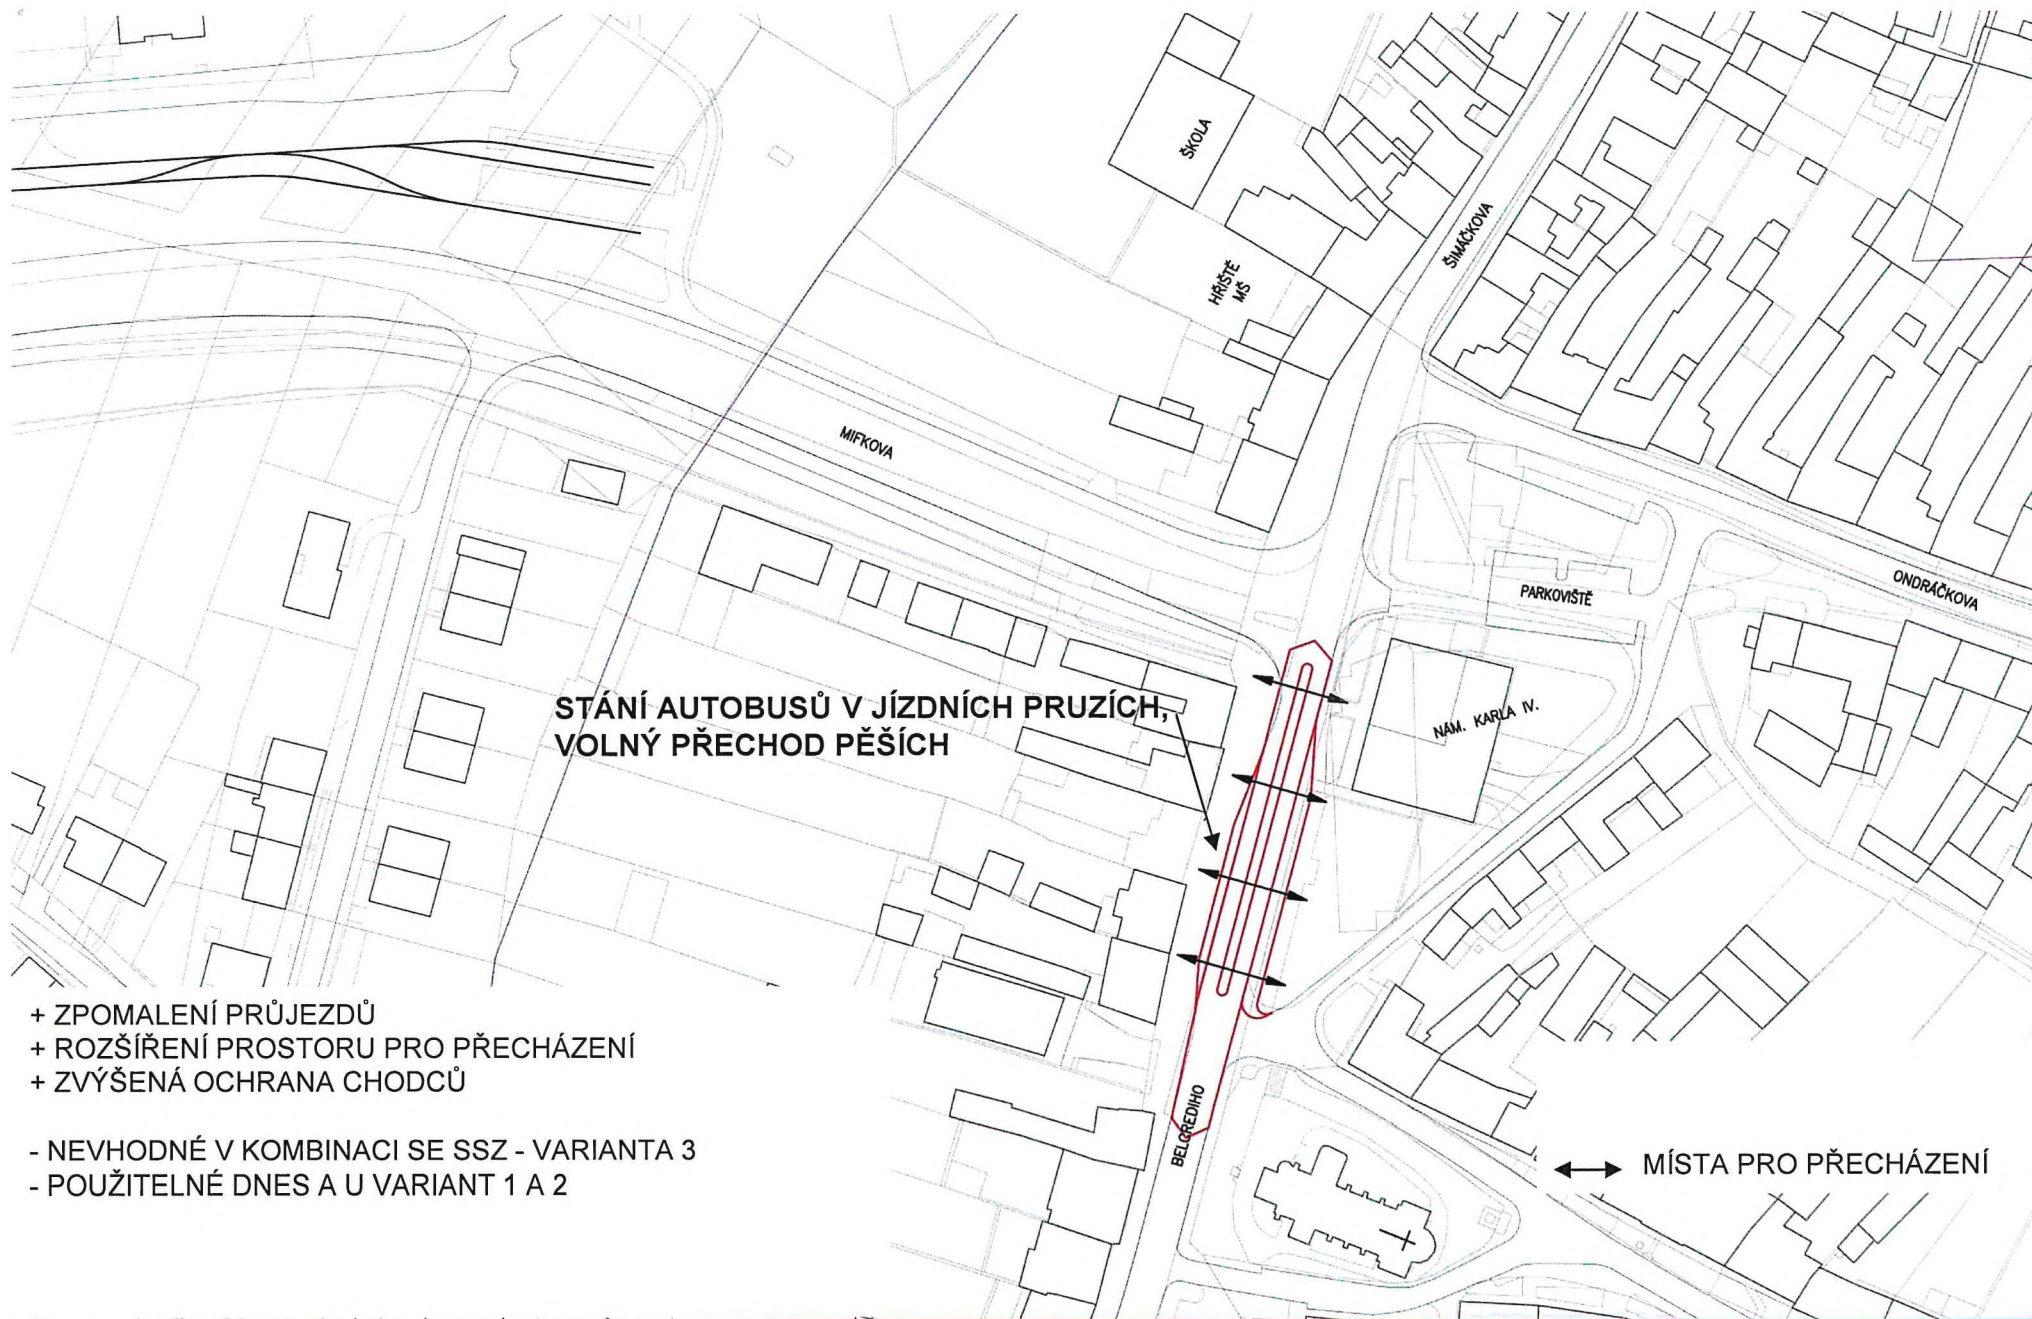 ŠKOLA
ŠIMÁČKOVA
HŘIŠTĚ
MŠ
MIFKOVA
PARKOVIŠTĚ
ONDRÁČKOVA
STÁNÍ AUTOBUSŮ V JÍZDNÍCH PRUZÍCH,
VOLNÝ PŘECHOD PĚŠÍCH
NÁM. KARLA IV.
+ ZPOMALENÍ PRŮJEZDŮ
+ ROZŠÍŘENÍ PROSTORU PRO PŘECHÁZENÍ
+ ZVÝŠENÁ OCHRANA CHODCŮ
- NEVHODNÉ V KOMBINACI SE SSZ - VARIANTA 3
- POUŽITELNÉ DNES A U VARIANT 1 A 2
BELCREDIHO
MÍSTA PRO PŘECHÁZENÍ